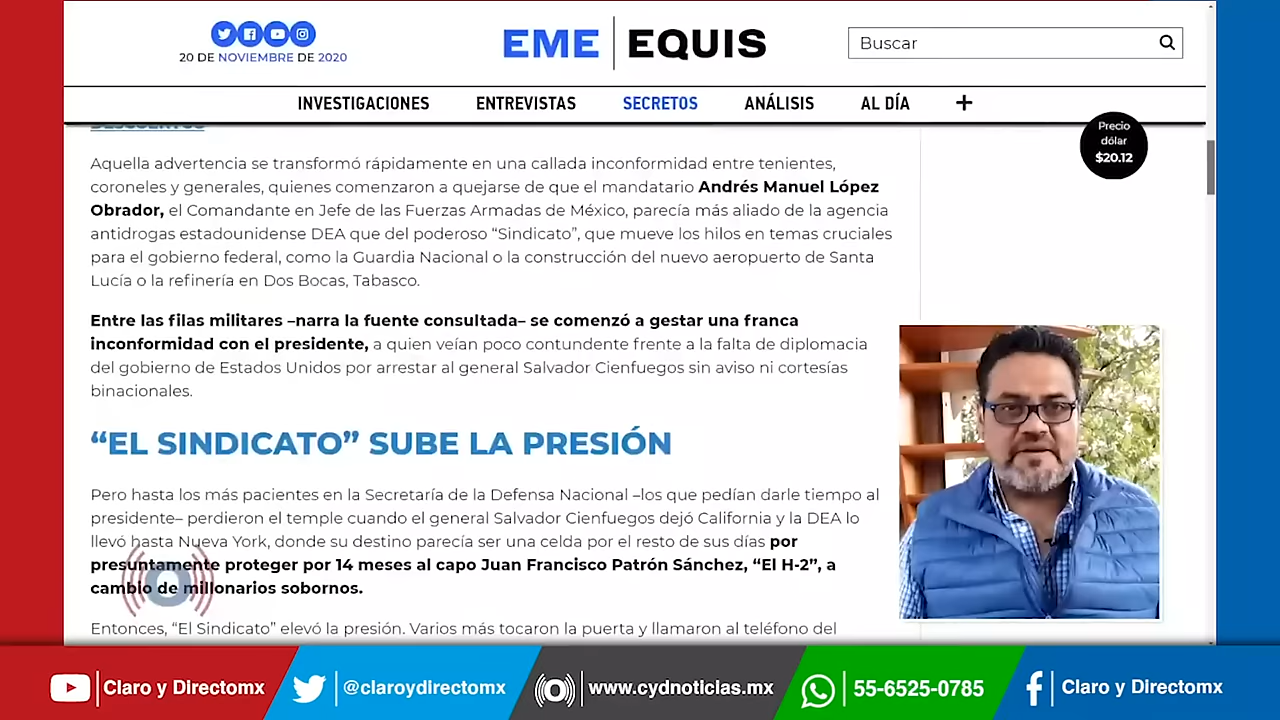 EME EQUIS
20 DE NOVIEMBRE DE 2020
Buscar
INVESTIGACIONES ENTREVISTAS SECRETOS ANÁLISIS AL DÍA +
DESCUENTOS
Precio
dólar
$20.12
Aquella advertencia se transformó rápidamente en una callada inconformidad entre tenientes,
coroneles y generales, quienes comenzaron a quejarse de que el mandatario Andrés Manuel López
Obrador, el Comandante en Jefe de las Fuerzas Armadas de México, parecía más aliado de la agencia
antidrogas estadounidense DEA que del poderoso “Sindicato”, que mueve los hilos en temas cruciales
para el gobierno federal, como la Guardia Nacional o la construcción del nuevo aeropuerto de Santa
Lucía o la refinería en Dos Bocas, Tabasco.
Entre las filas militares –narra la fuente consultada– se comenzó a gestar una franca
inconformidad con el presidente, a quien veían poco contundente frente a la falta de diplomacia
del gobierno de Estados Unidos por arrestar al general Salvador Cienfuegos sin aviso ni cortesías
binacionales.
“EL SINDICATO” SUBE LA PRESIÓN
Pero hasta los más pacientes en la Secretaría de la Defensa Nacional –los que pedían darle tiempo al
presidente– perdieron el temple cuando el general Salvador Cienfuegos dejó California y la DEA lo
llevó hasta Nueva York, donde su destino parecía ser una celda por el resto de sus días por
presuntamente proteger por 14 meses al capo Juan Francisco Patrón Sánchez, “El H-2”, a
cambio de millonarios sobornos.
Entonces, “El Sindicato” elevó la presión. Varios más tocaron la puerta y llamaron al teléfono del
Claro y Directomx @claroydirectomx www.cydnoticias.mx 55-6525-0785 Claro y Directomx